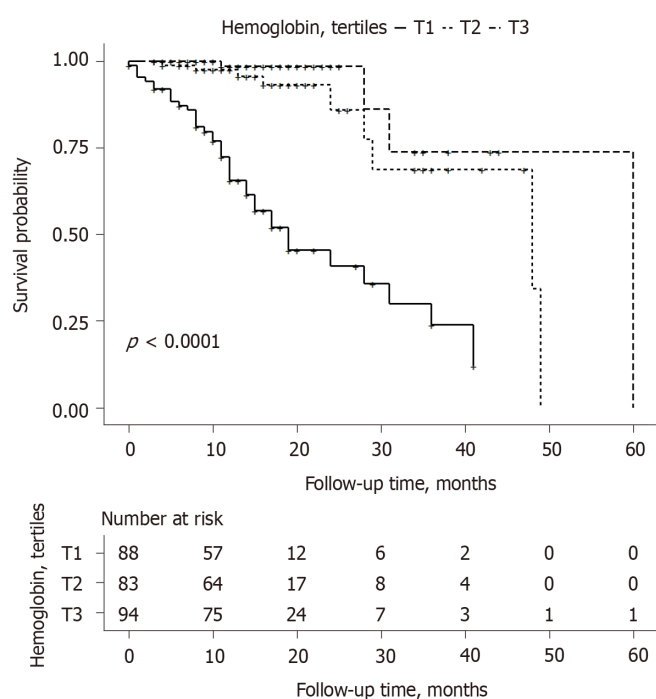 Hemoglobin, tertiles T1 T2 T3
1.00
0.75
0.50
0.25
0.00
Survival probability
p < 0.0001
0 10 20 30 40 50 60
Follow-up time, months
Number at risk
Hemoglobin, tertiles
T1 88 57 12 6 2 0 0
T2 83 64 17 8 4 0 0
T3 94 75 24 7 3 1 1
0 10 20 30 40 50 60
Follow-up time, months